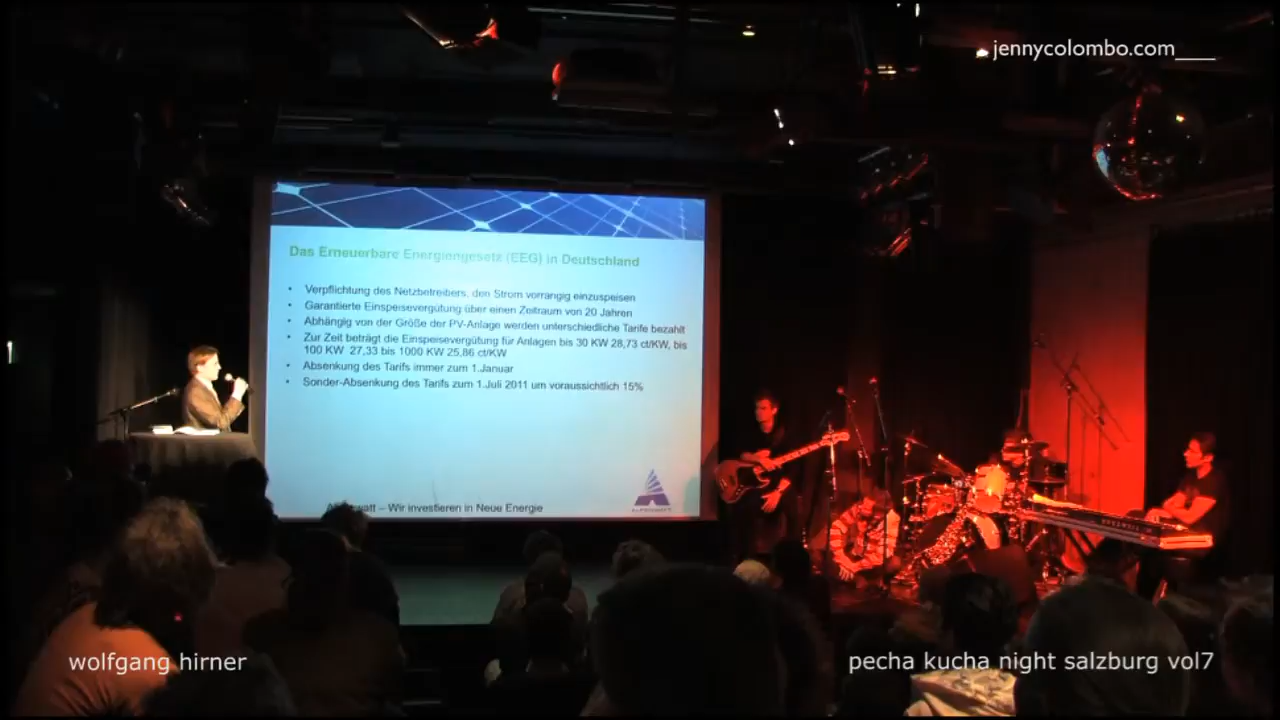 jennycolombo.com___
Das Erneuerbare Energiengesetz (EEG) in Deutschland
• Verpflichtung des Netzbetreibers, den Strom vorrangig einzuspeisen
• Garantierte Einspeisevergütung über einen Zeitraum von 20 Jahren
• Abhängig von der Größe der PV-Anlage werden unterschiedliche Tarife bezahlt
• Zur Zeit beträgt die Einspeisevergütung für Anlagen bis 30 KW 28,73 ct/KW, bis
100 KW 27,33 bis 1000 KW 25,86 ct/KW
• Absenkung des Tarifs immer zum 1.Januar
• Sonder-Absenkung des Tarifs zum 1.Juli 2011 um voraussichtlich 15%
– Wir investieren in Neue Energie
ALPENWATT
wolfgang hirner
pecha kucha night salzburg vol7